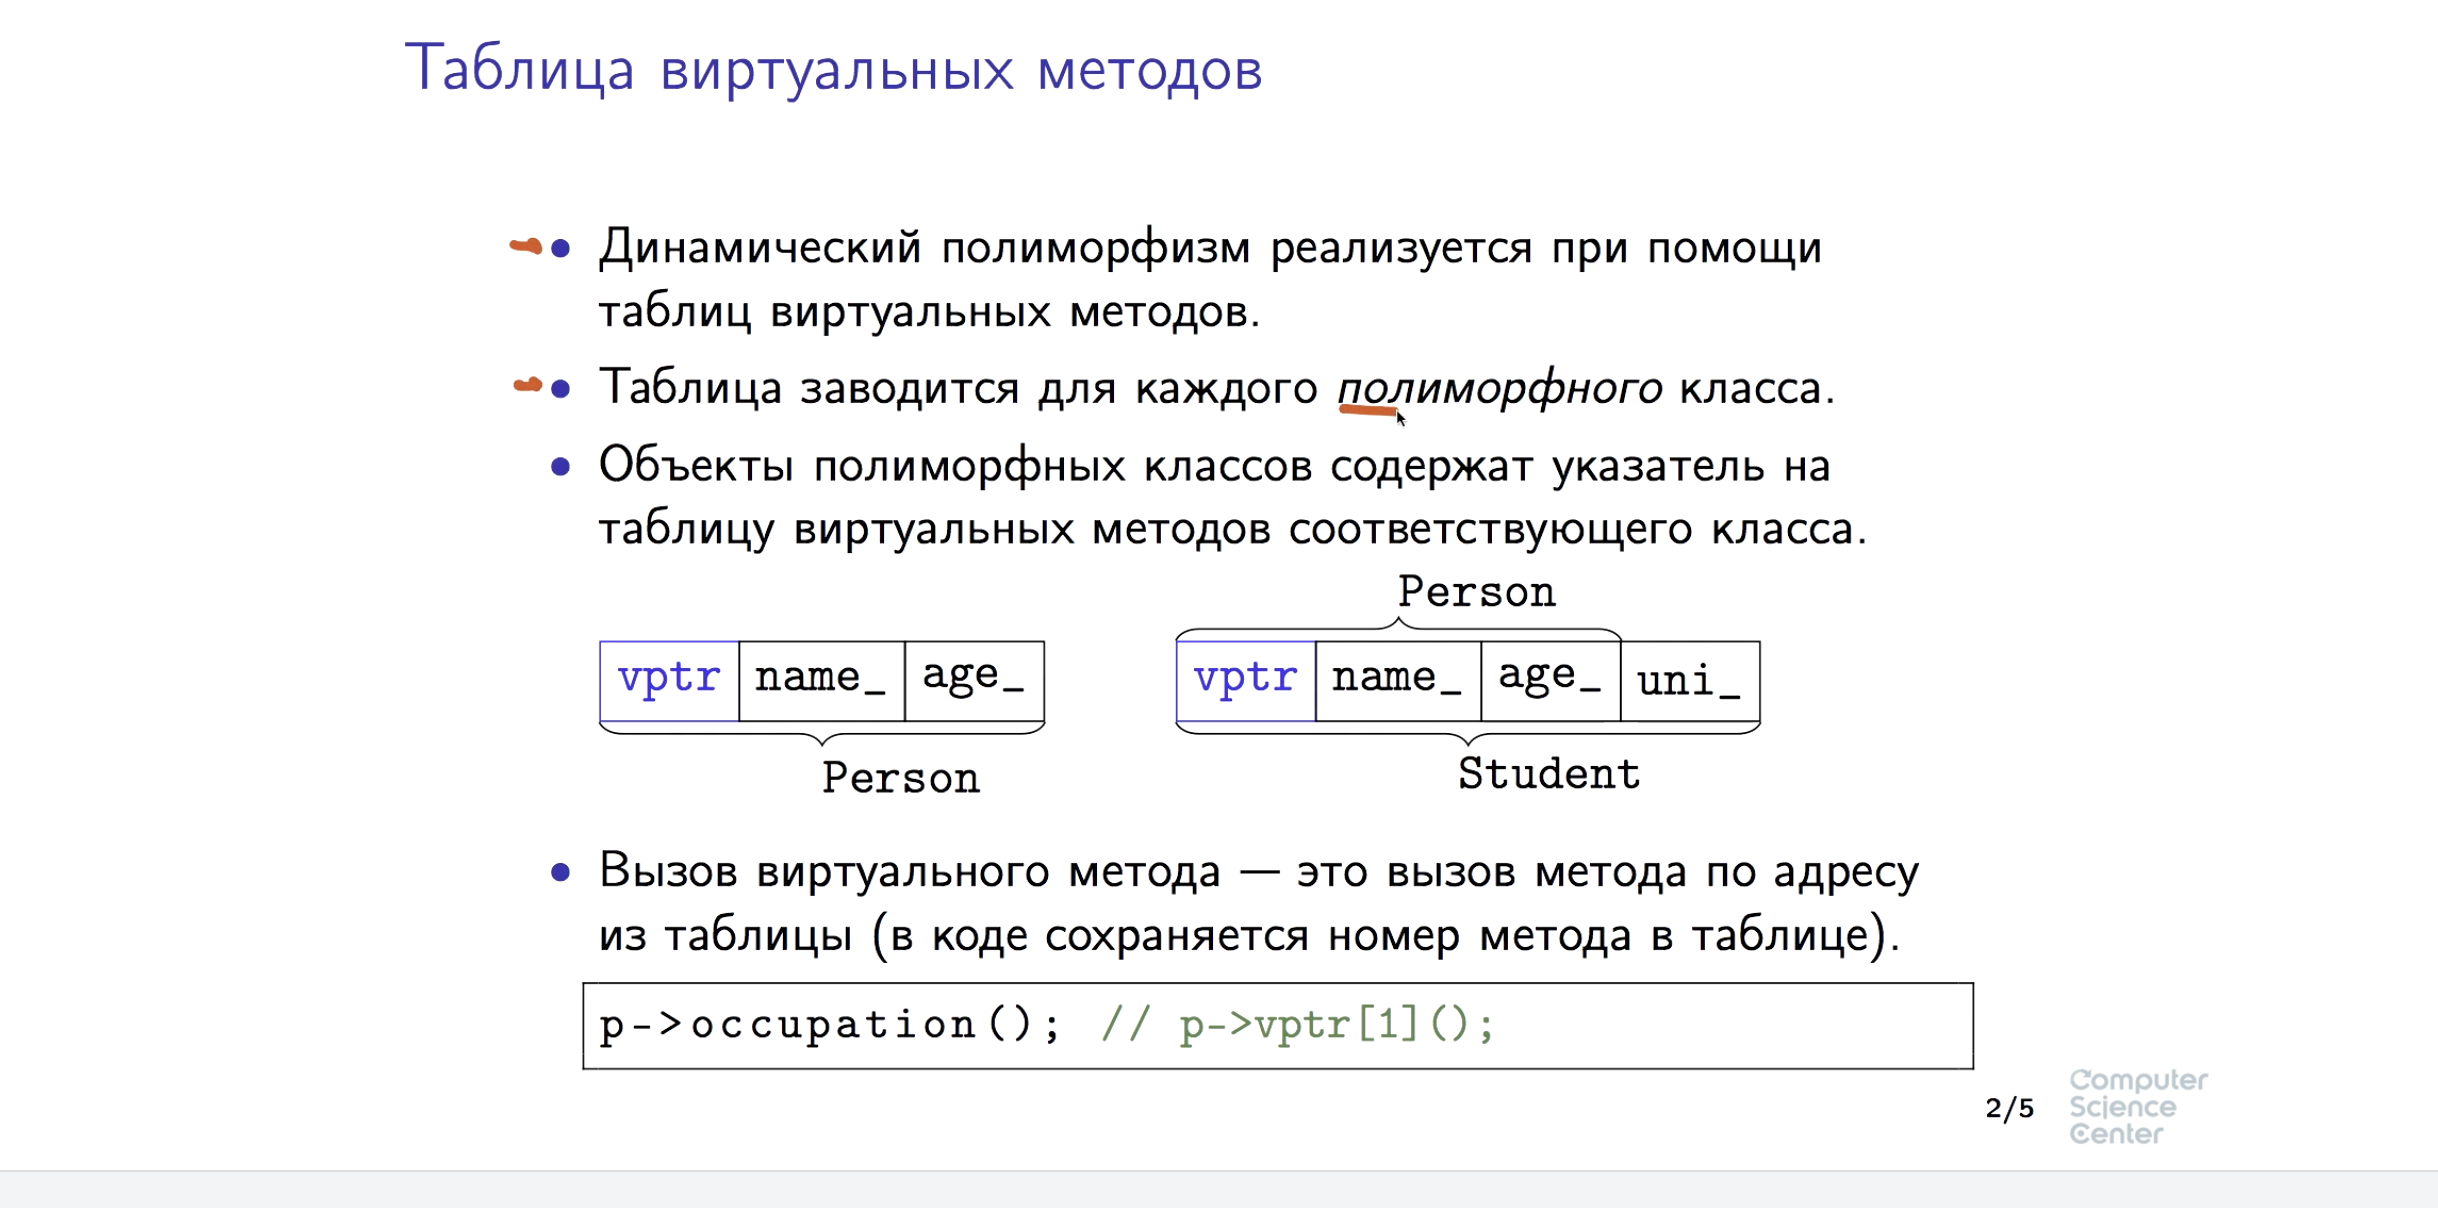 Таблица виртуальных методов
Динамический полиморфизм реализуется при помощи
таблиц виртуальных методов.
Таблица заводится для каждого полиморфного класса.
Объекты полиморфных классов содержат указатель на
таблицу виртуальных методов соответствующего класса.
Person
vptr name_ age_
vptr name_ age_ uni_
Person
Student
Вызов виртуального метода — это вызов метода по адресу
из таблицы (в коде сохраняется номер метода в таблице).
p->occupation(); // p->vptr[1]();
2/5
Computer
Science
Center